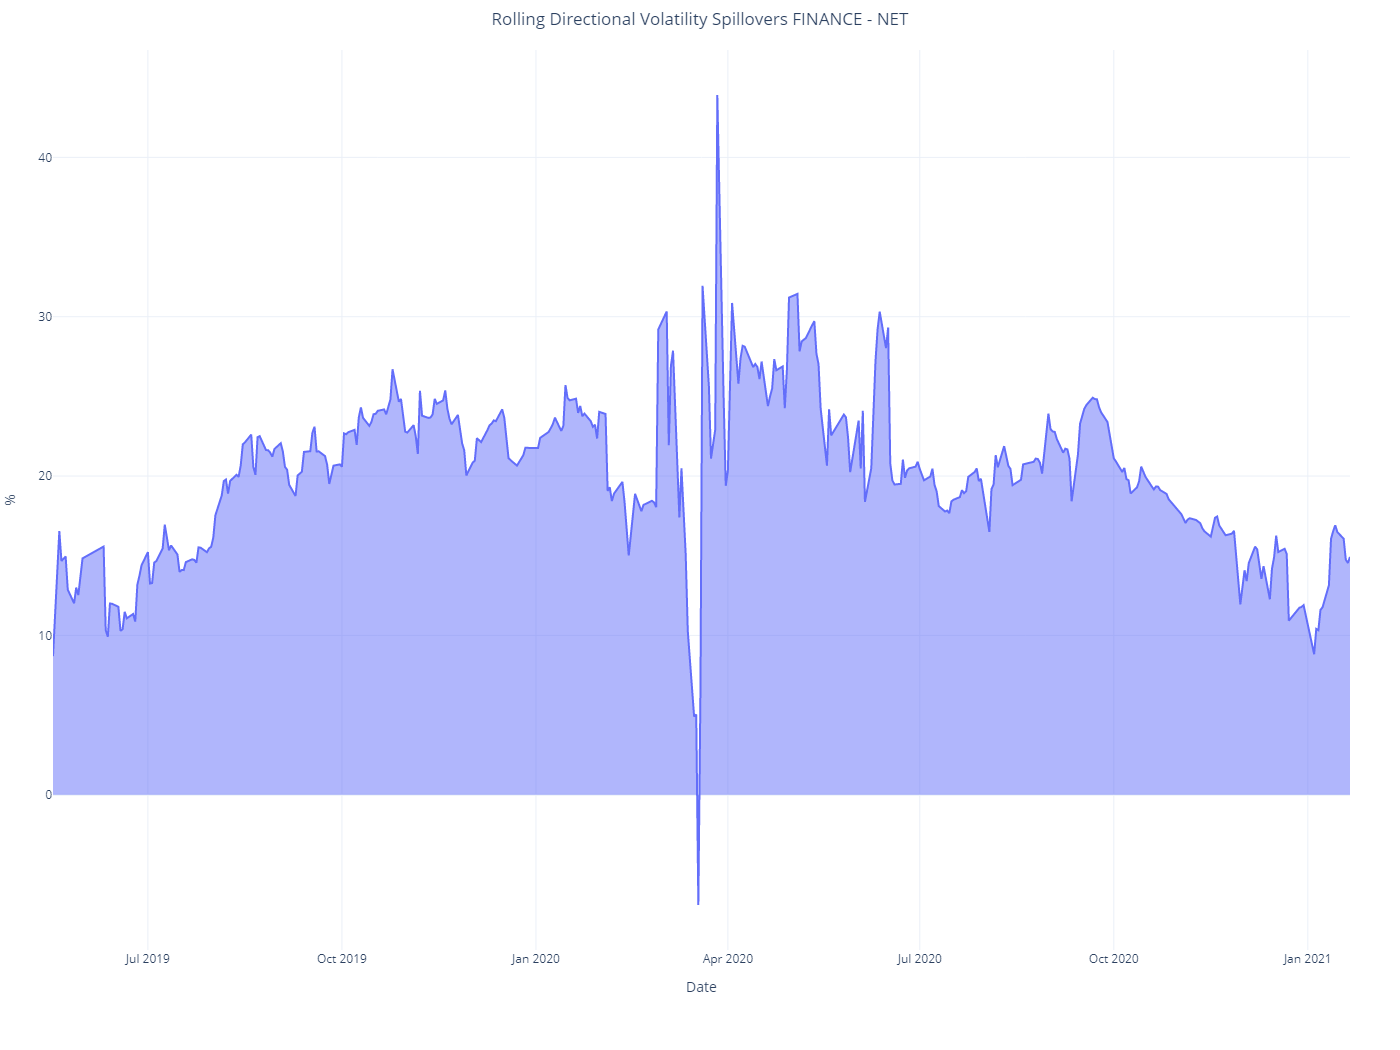 Rolling Directional Volatility Spillovers FINANCE - NET
40
30
20
10
0
%
Jul 2019
Oct 2019
Jan 2020
Apr 2020
Jul 2020
Oct 2020
Jan 2021
Date